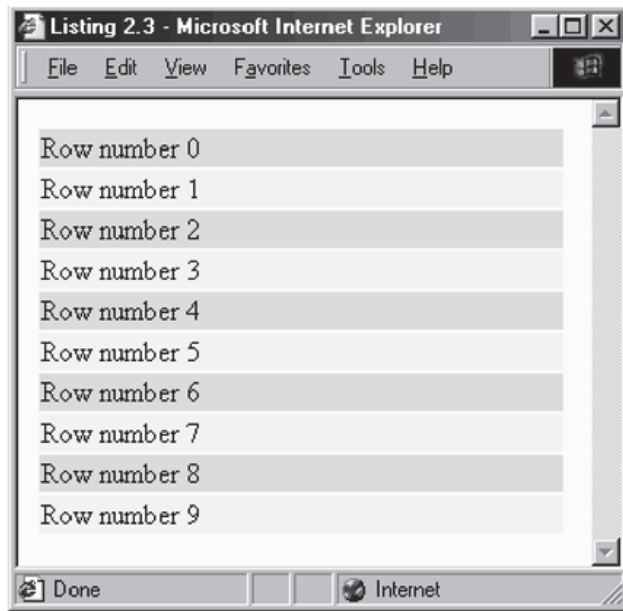 Listing 2.3 - Microsoft Internet Explorer
File Edit View Favorites Tools Help
Row number 0
Row number 1
Row number 2
Row number 3
Row number 4
Row number 5
Row number 6
Row number 7
Row number 8
Row number 9
Done Internet